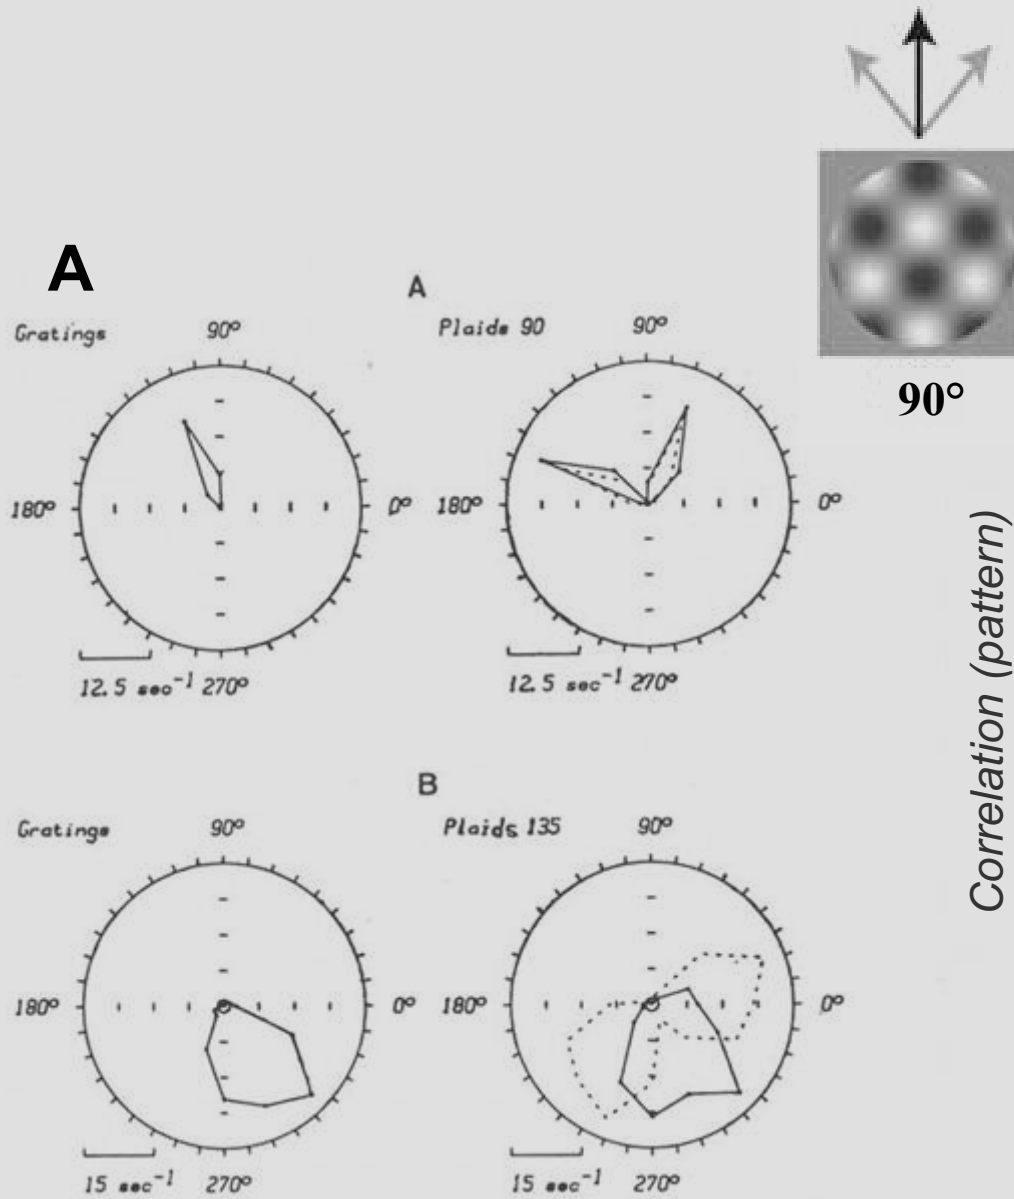 A
A
Gratings
90°
Plaids 90
90°
90°
180°
0°
180°
0°
12.5 sec⁻¹ 270°
12.5 sec⁻¹ 270°
Correlation (pattern)
B
Gratings
90°
Plaids 135
90°
180°
0°
180°
0°
15 sec⁻¹
270°
15 sec⁻¹
270°